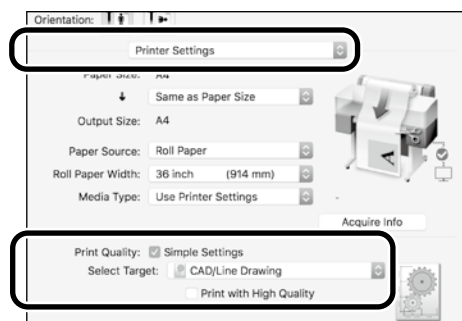 Orientation:
Printer Settings
Paper Size: A4
Same as Paper Size
Output Size: A4
Paper Source: Roll Paper
Roll Paper Width: 36 inch (914 mm)
Media Type: Use Printer Settings
-
Acquire Info
Print Quality: Simple Settings
Select Target: CAD/Line Drawing
Print with High Quality